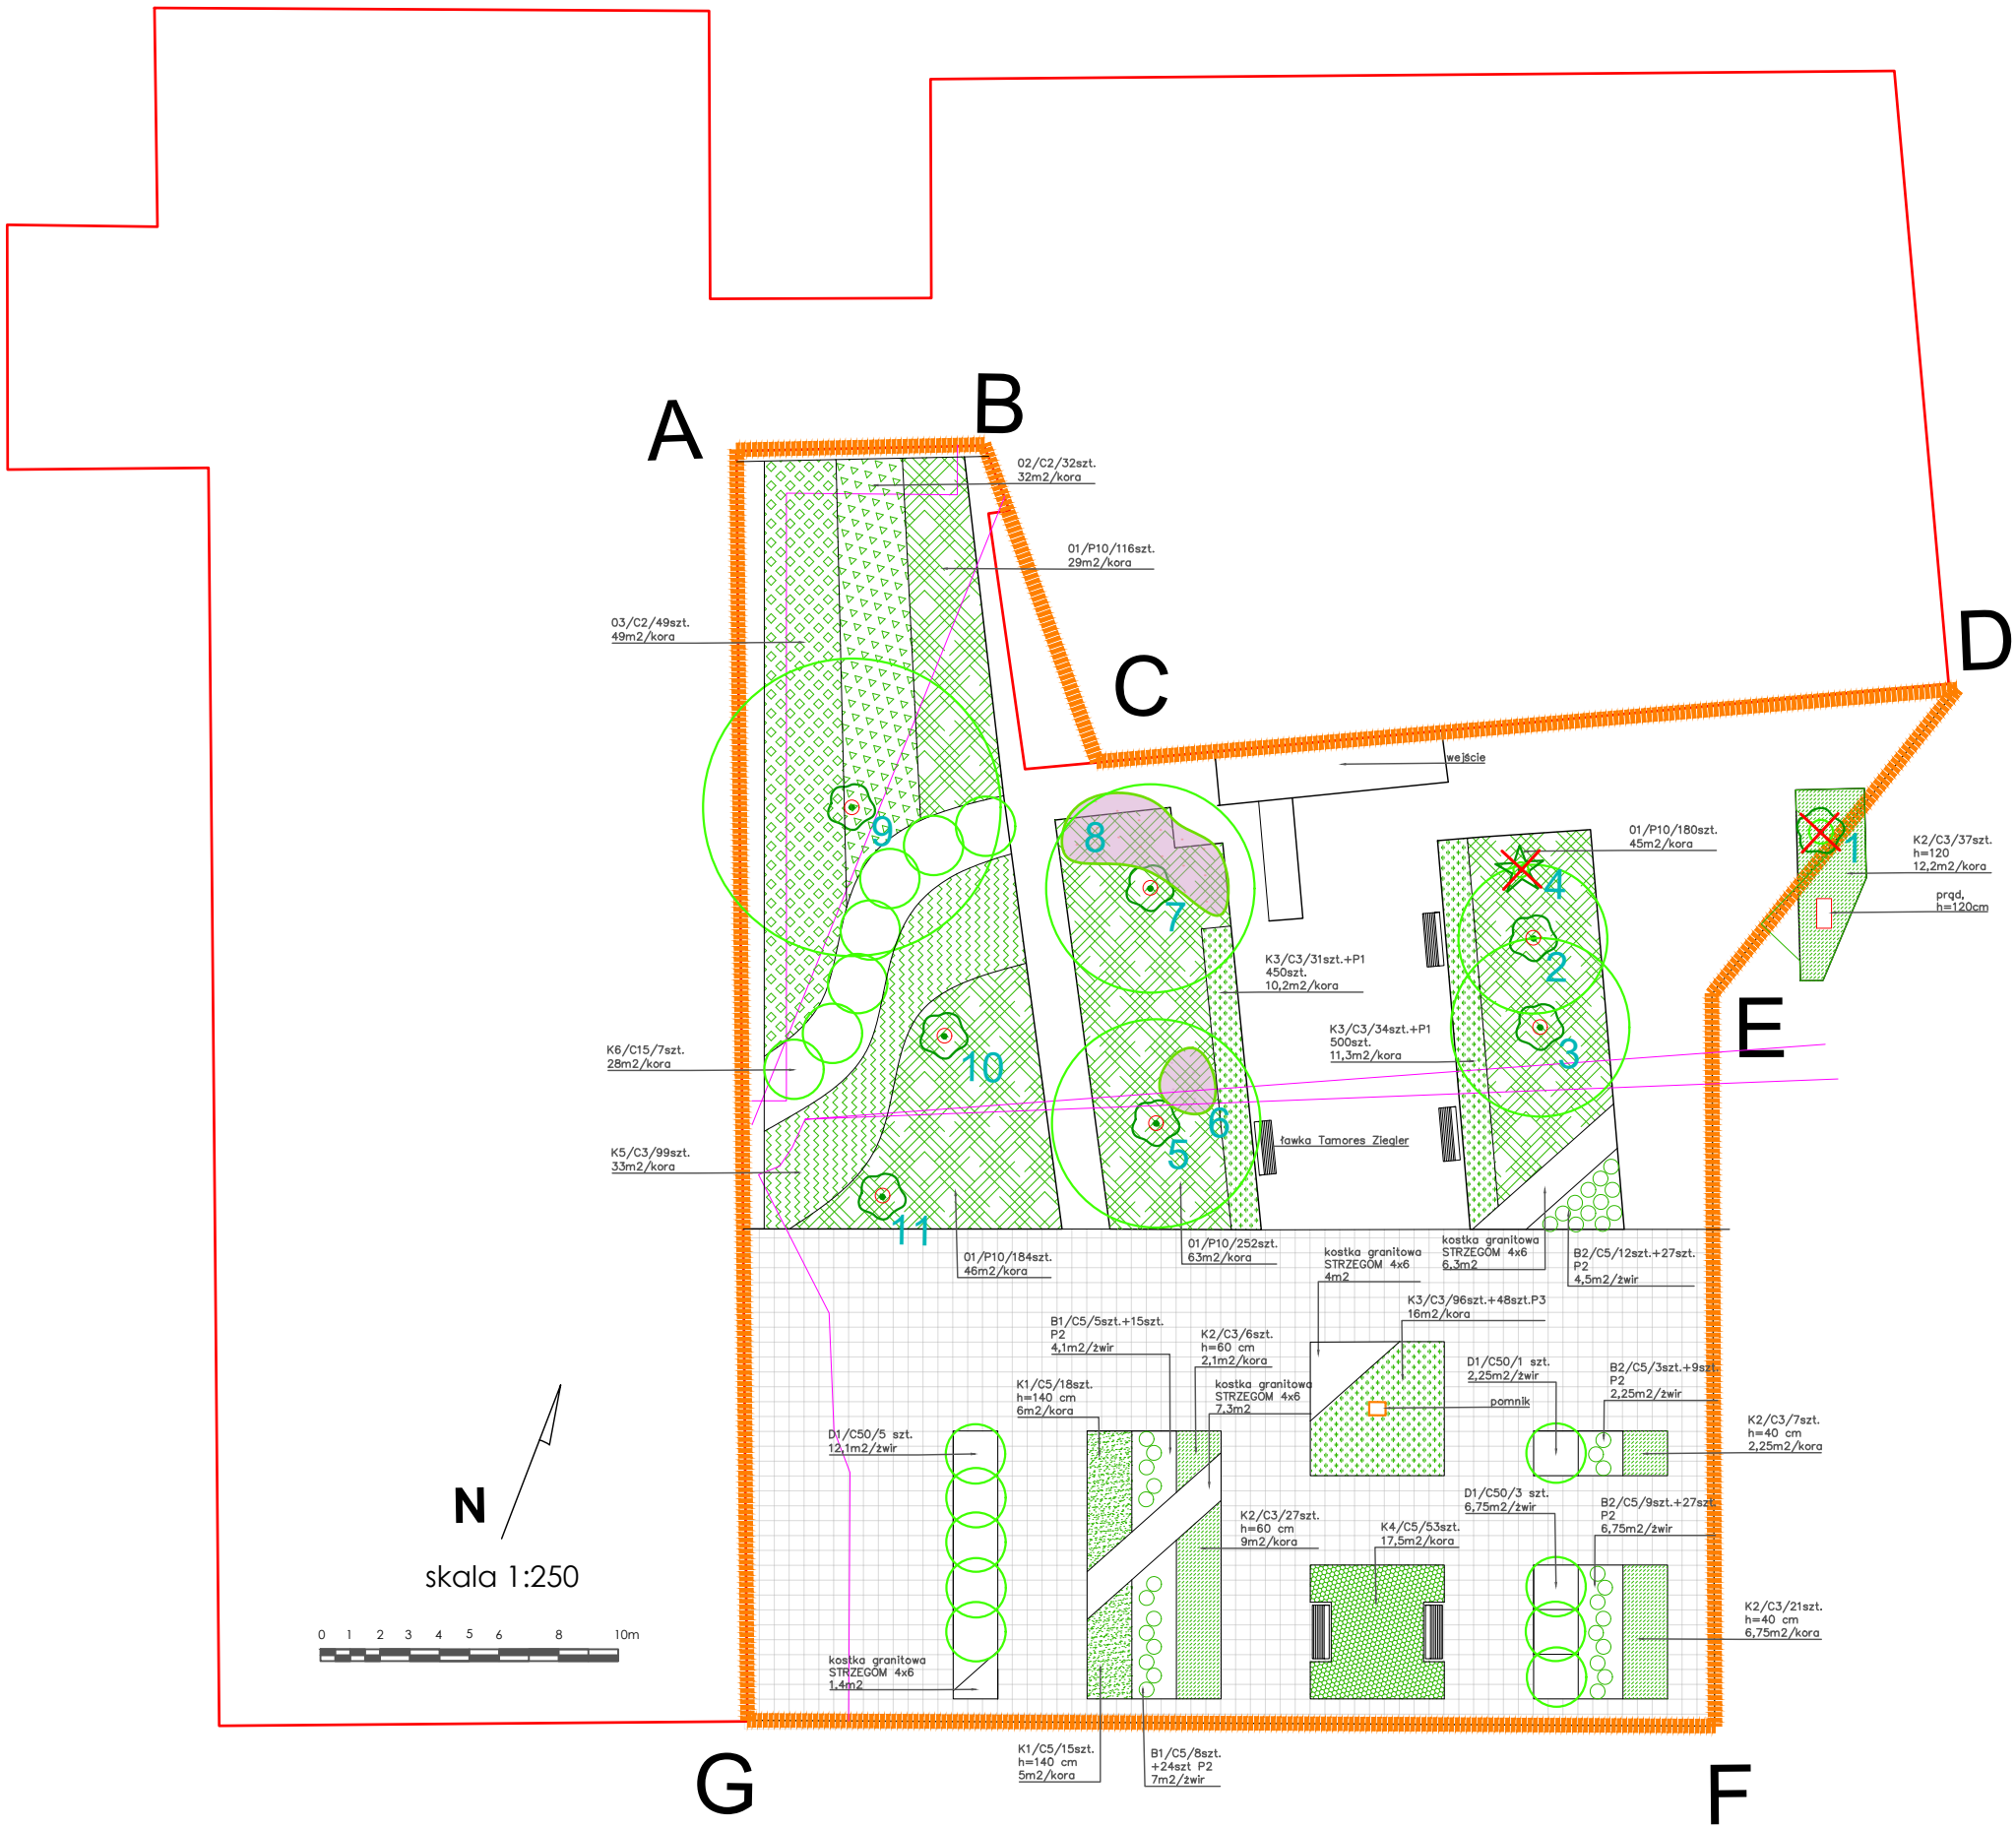 A
B
C
D
E
F
G
02/C2/32szt.
32m2/kora
01/P10/116szt.
29m2/kora
03/C2/49szt.
49m2/kora
wejście
01/P10/180szt.
45m2/kora
K2/C3/37szt.
h=120
12,2m2/kora
prąd,
h=120cm
9
8
7
4
1
2
3
10
6
5
11
K3/C3/31szt.+P1
450szt.
10,2m2/kora
K3/C3/34szt.+P1
500szt.
11,3m2/kora
K6/C15/7szt.
28m2/kora
K5/C3/99szt.
33m2/kora
ławka Tamores Ziegler
01/P10/184szt.
46m2/kora
01/P10/252szt.
63m2/kora
kostka granitowa
STRZEGOM 4x6
4m2
kostka granitowa
STRZEGOM 4x6
6.3m2
B2/C5/12szt.+27szt.
P2
4,5m2/żwir
K3/C3/96szt.+48szt.P3
16m2/kora
B1/C5/5szt.+15szt.
P2
4,1m2/żwir
K2/C3/6szt.
h=60 cm
2,1m2/kora
kostka granitowa
STRZEGOM 4x6
7.3m2
K1/C5/18szt.
h=140 cm
6m2/kora
D1/C50/1 szt.
2,25m2/żwir
B2/C5/3szt.+9szt.
P2
2,25m2/żwir
pomnik
K2/C3/7szt.
h=40 cm
2,25m2/kora
D1/C50/5 szt.
12,1m2/żwir
D1/C50/3 szt.
6,75m2/żwir
B2/C5/9szt.+27szt.
P2
6,75m2/żwir
K2/C3/27szt.
h=60 cm
9m2/kora
K4/C5/53szt.
17,5m2/kora
K2/C3/21szt.
h=40 cm
6,75m2/kora
kostka granitowa
STRZEGOM 4x6
1.4m2
K1/C5/15szt.
h=140 cm
5m2/kora
B1/C5/8szt.
+24szt P2
7m2/żwir
N
skala 1:250
0 1 2 3 4 5 6 8 10m